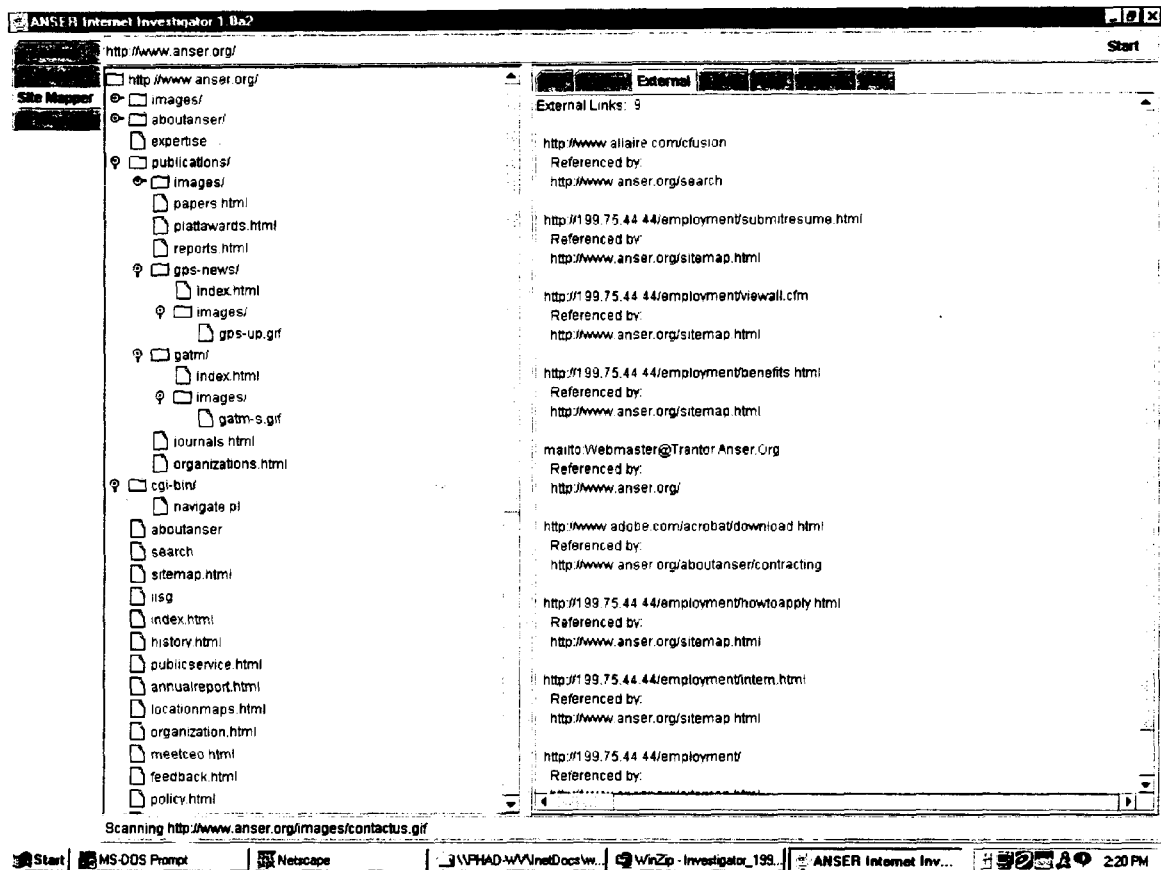 ANSER Internet Investigator 1.0a2
http://www.anser.org/
Start
Site Mapper
http://www.anser.org/
images/
aboutanser/
expertise
publications/
images/
papers.html
plattawards.html
reports.html
gps-news/
index.html
images/
gps-up.gif
gatm/
index.html
images/
gatm-s.gif
journals.html
organizations.html
cgi-bin/
navigate.pl
aboutanser
search
sitemap.html
iisg
index.html
history.html
publicservice.html
annualreport.html
locationmaps.html
organization.html
meetceo.html
feedback.html
policy.html
External
External Links: 9
http://www.allaire.com/cfusion
Referenced by:
http://www.anser.org/search
http://199.75.44.44/employment/submitresume.html
Referenced by:
http://www.anser.org/sitemap.html
http://199.75.44.44/employment/viewall.cfm
Referenced by:
http://www.anser.org/sitemap.html
http://199.75.44.44/employment/benefits.html
Referenced by:
http://www.anser.org/sitemap.html
mailto:Webmaster@Trantor.Anser.Org
Referenced by:
http://www.anser.org/
http://www.adobe.com/acrobat/download.html
Referenced by:
http://www.anser.org/aboutanser/contracting
http://199.75.44.44/employment/howtoapply.html
Referenced by:
http://www.anser.org/sitemap.html
http://199.75.44.44/employment/intern.html
Referenced by:
http://www.anser.org/sitemap.html
http://199.75.44.44/employment/
Referenced by:
Scanning http://www.anser.org/images/contactus.gif
Start
MS-DOS Prompt
Netscape
WinZip - Investigator_199...
ANSER Internet Inv...
2:20 PM